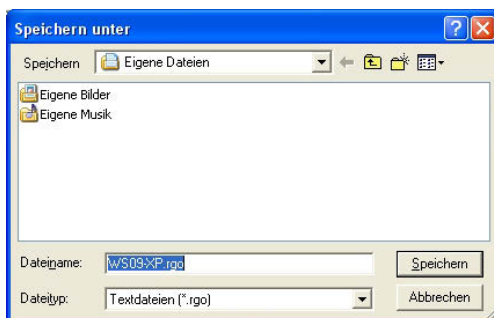 Speichern unter
Speichern
Eigene Dateien
Eigene Bilder
Eigene Musik
Dateiname:
WS09-XP.rgo
Speichern
Dateityp:
Textdateien (*.rgo)
Abbrechen